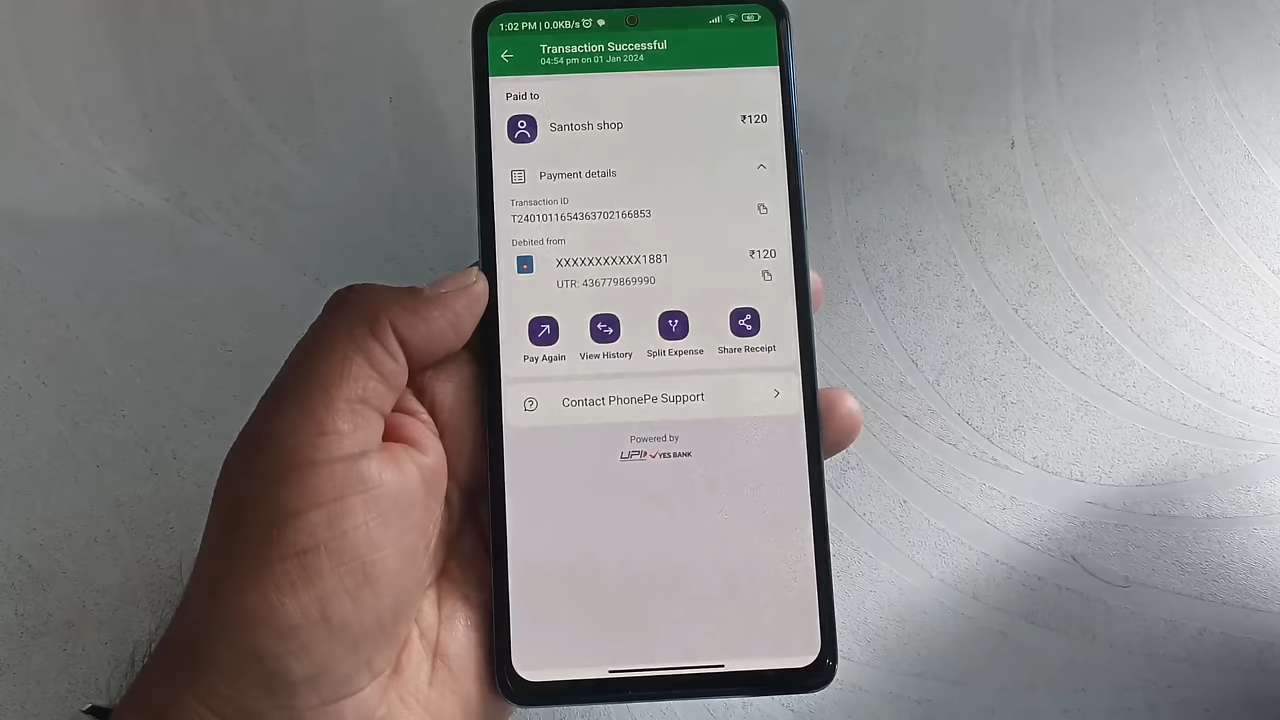 1:02 PM | 0.0KB/s 60
Transaction Successful
04:54 pm on 01 Jan 2024
Paid to
Santosh shop ₹120
Payment details
Transaction ID
T2401011654363702166853
Debited from
XXXXXXXXXXX1881 ₹120
UTR: 436779869990
Pay Again View History Split Expense Share Receipt
Contact PhonePe Support
Powered by
UPI YES BANK